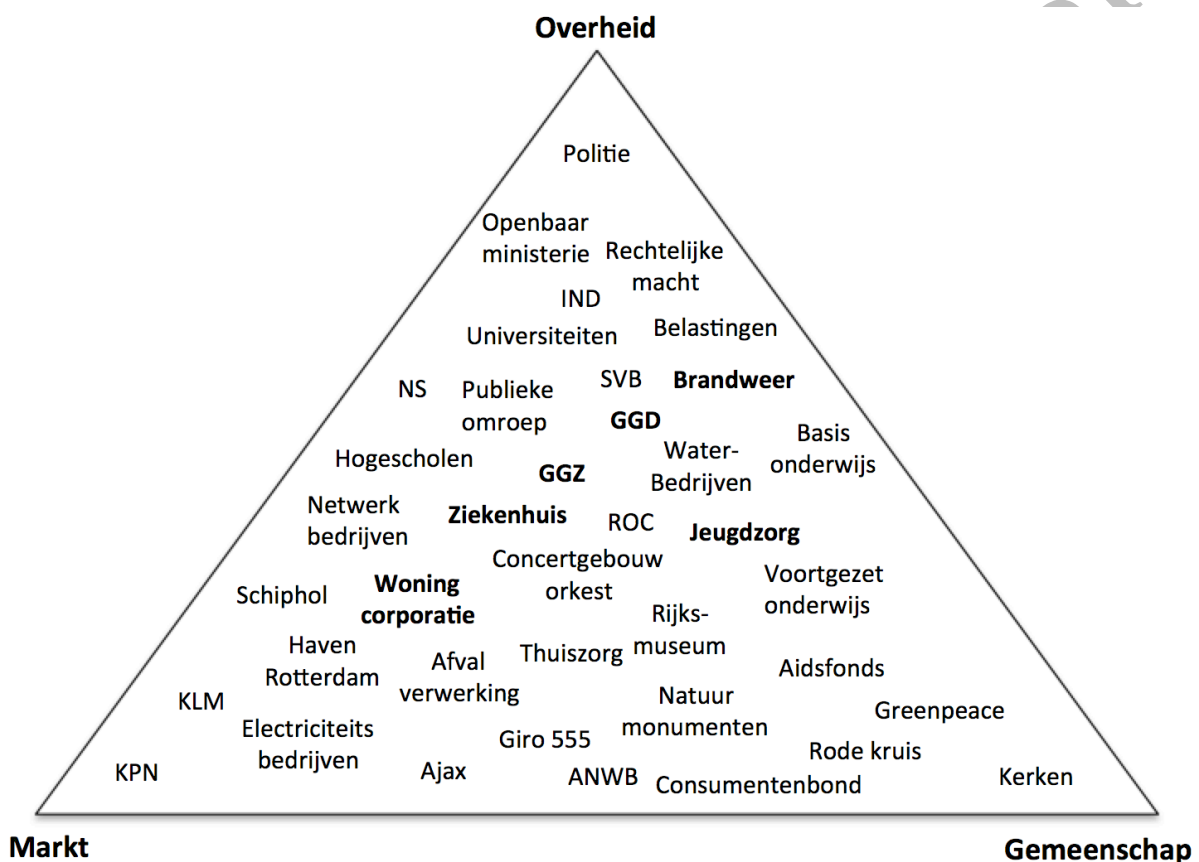 Overheid
Politie
Openbaar
ministerie
Rechtelijke
macht
IND
Universiteiten
Belastingen
NS
Publieke
omroep
SVB
Brandweer
GGD
Basis
onderwijs
Water-
Bedrijven
Hogescholen
GGZ
Netwerk
bedrijven
Ziekenhuis
ROC
Jeugdzorg
Concertgebouw
orkest
Voortgezet
onderwijs
Schiphol
Woning
corporatie
Rijks-
museum
Haven
Rotterdam
Afval
verwerking
Thuiszorg
Aidsfonds
KLM
Natuur
monumenten
Greenpeace
Electriciteits
bedrijven
Giro 555
Rode kruis
KPN
Ajax
ANWB
Consumentenbond
Kerken
Markt
Gemeenschap